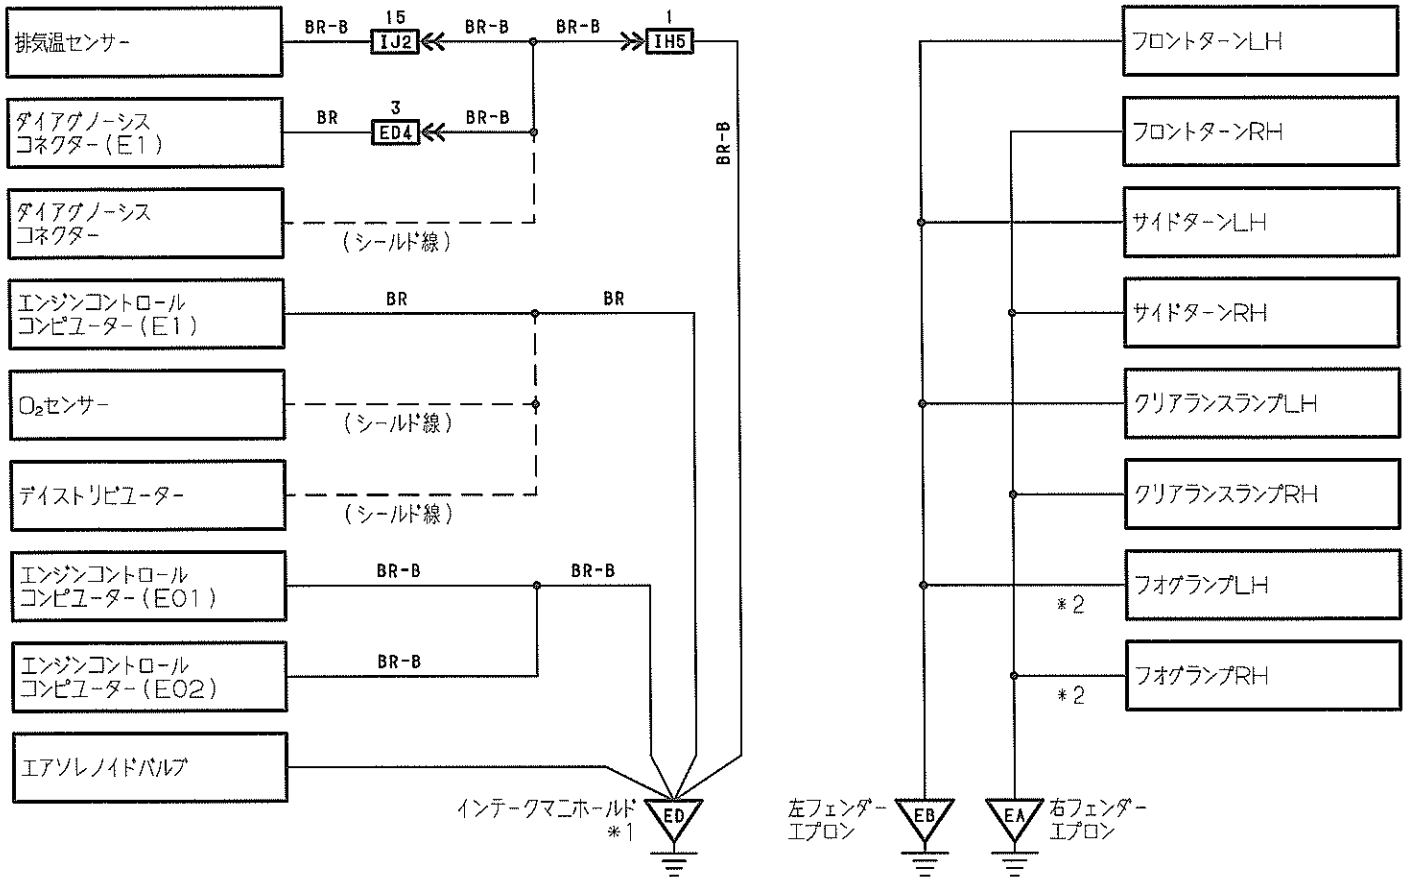 排気温センサー
BR-B
15
IJ2
BR-B
BR-B
1
IH5
ダイアグノーシス
コネクター(E1)
BR
3
ED4
BR-B
BR-B
ダイアグノーシス
コネクター
(シールド線)
エンジンコントロール
コンピューター(E1)
BR
BR
O₂センサー
(シールド線)
デイストリビューター
(シールド線)
エンジンコントロール
コンピューター(E01)
BR-B
BR-B
エンジンコントロール
コンピューター(E02)
BR-B
エアソレノイドバルブ
インテークマニホールド
*1
ED
フロントターンLH
フロントターンRH
サイドターンLH
サイドターンRH
クリアランスランプLH
クリアランスランプRH
フオグランプLH
*2
フオグランプRH
*2
左フェンダー
エプロン
EB
EA
右フェンダー
エプロン